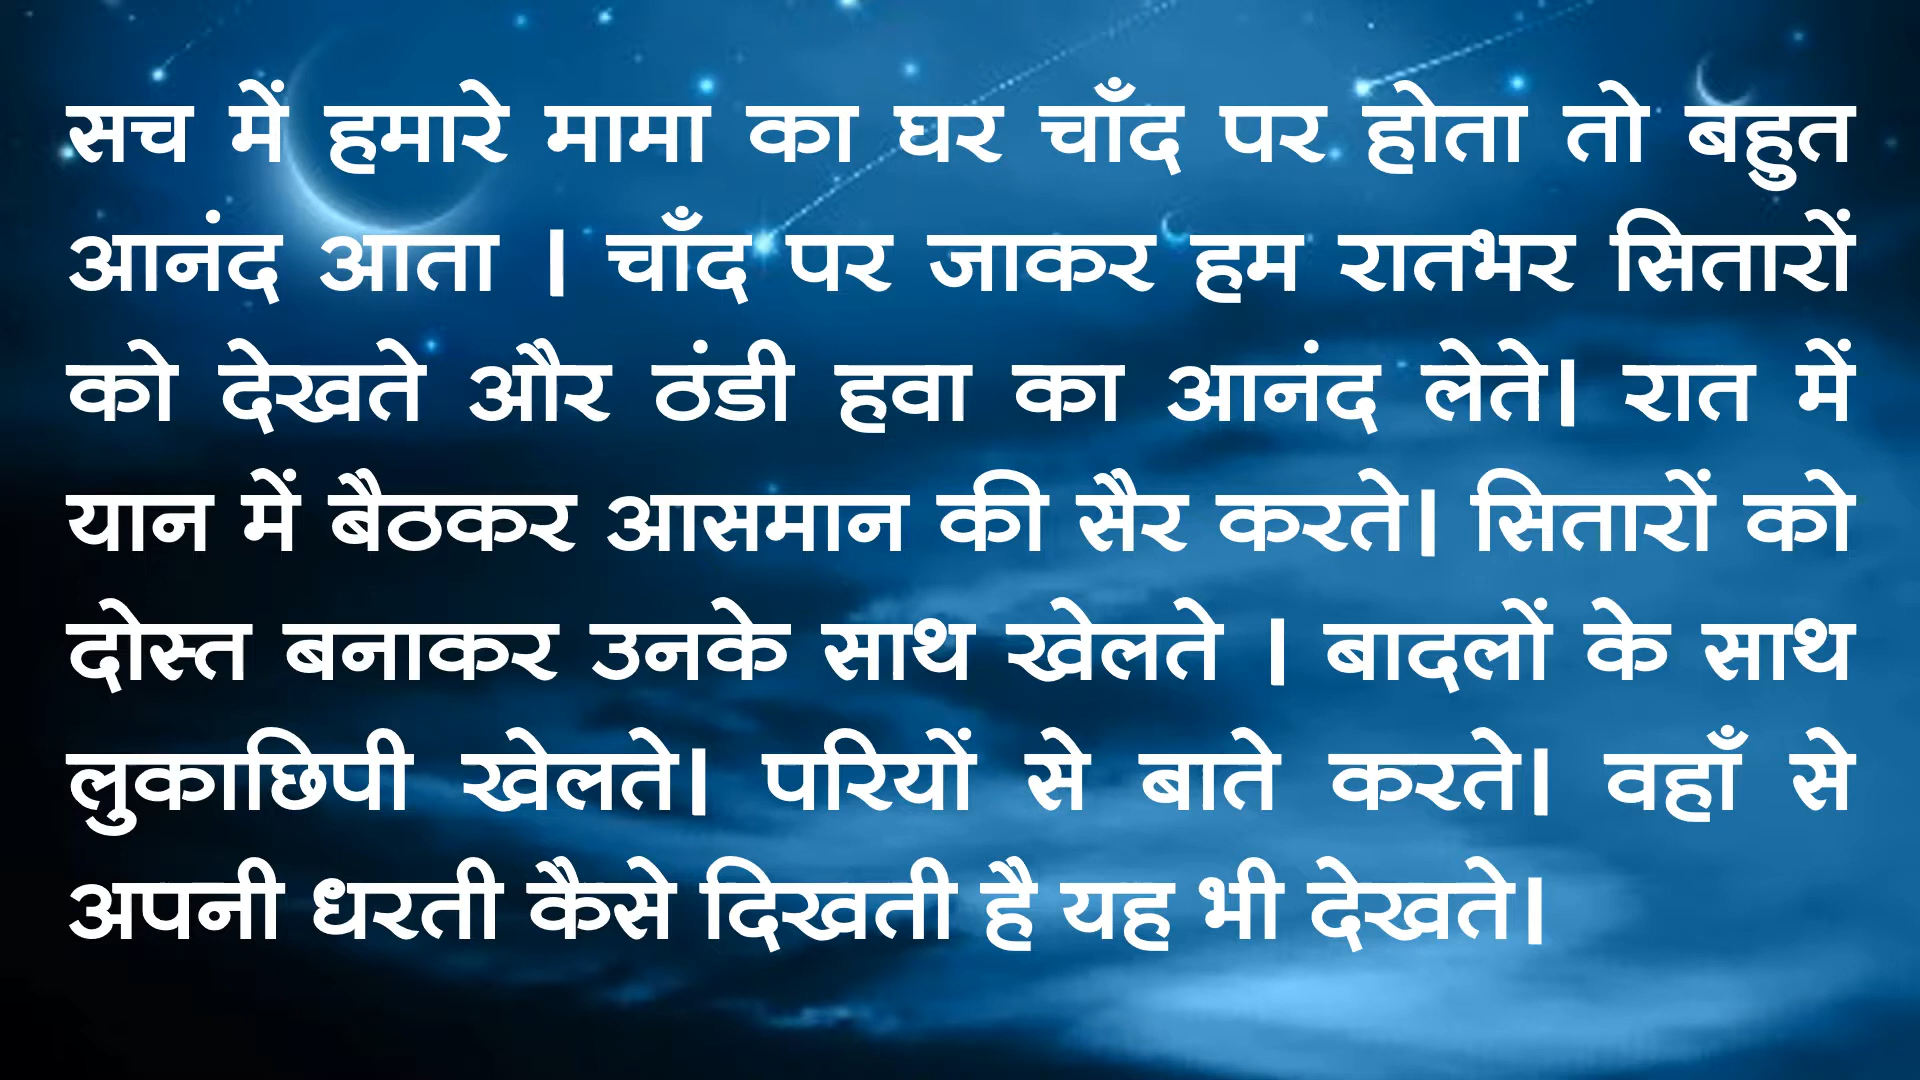 सच में हमारे मामा का घर चाँद पर होता तो बहुत
आनंद आता । चाँद पर जाकर हम रातभर सितारों
को देखते और ठंडी हवा का आनंद लेते। रात में
यान में बैठकर आसमान की सैर करते। सितारों को
दोस्त बनाकर उनके साथ खेलते । बादलों के साथ
लुकाछिपी खेलते। परियों से बाते करते। वहाँ से
अपनी धरती कैसे दिखती है यह भी देखते।